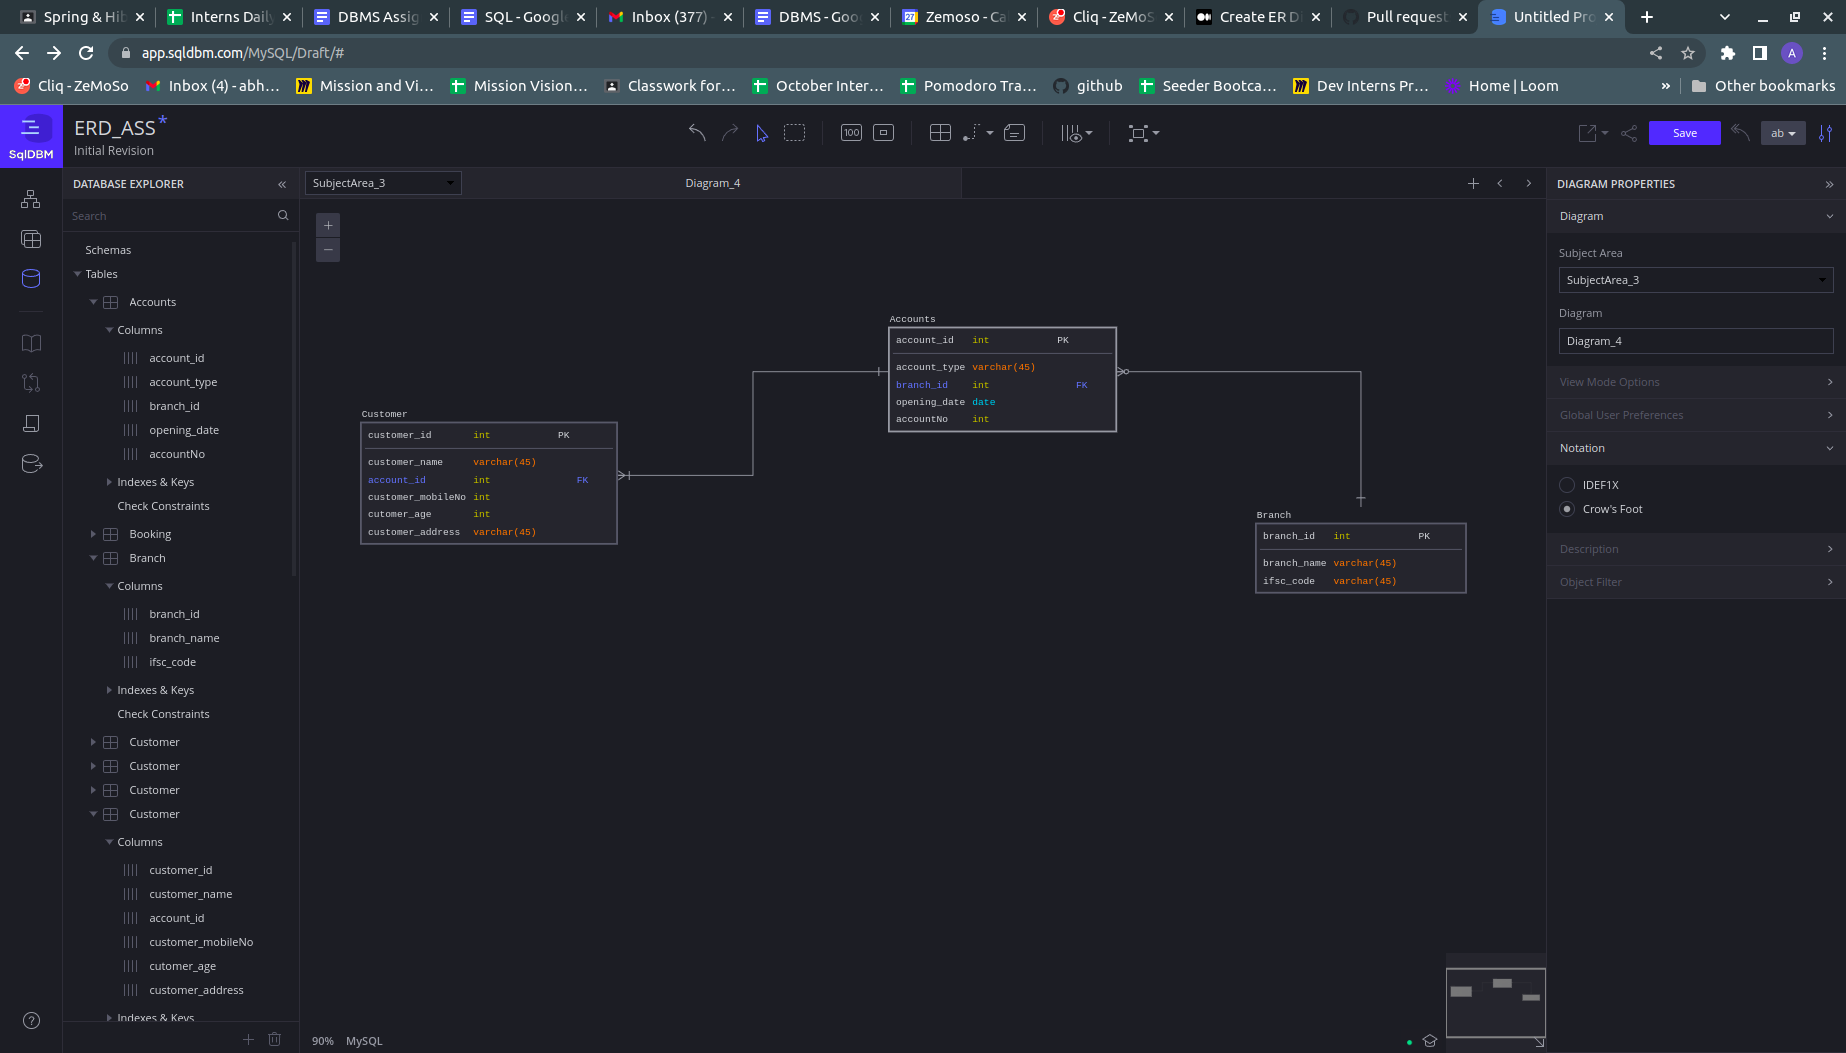 Spring & Hib
Interns Daily
DBMS Assig
SQL - Google
Inbox (377) -
DBMS - Goo
Zemoso - Ca
Cliq - ZeMoS
Create ER D
Pull request
Untitled Pro
app.sqldbm.com/MySQL/Draft/#
A
Cliq - ZeMoSo
Inbox (4) - abh...
Mission and Vi...
Mission Vision...
Classwork for...
October Inter...
Pomodoro Tra...
github
Seeder Bootca...
Dev Interns Pr...
Home | Loom
»
Other bookmarks
SqlDBM
ERD_ASS*
Initial Revision
100
Save
ab
DATABASE EXPLORER
Search
Schemas
Tables
Accounts
Columns
account_id
account_type
branch_id
opening_date
accountNo
Indexes & Keys
Check Constraints
Booking
Branch
Columns
branch_id
branch_name
ifsc_code
Indexes & Keys
Check Constraints
Customer
Customer
Customer
Customer
Columns
customer_id
customer_name
account_id
customer_mobileNo
cutomer_age
customer_address
Indexes & Keys
SubjectArea_3
Diagram_4
Accounts
account_id int PK
account_type varchar(45)
branch_id int FK
opening_date date
accountNo int
Customer
customer_id int PK
customer_name varchar(45)
account_id int FK
customer_mobileNo int
cutomer_age int
customer_address varchar(45)
Branch
branch_id int PK
branch_name varchar(45)
ifsc_code varchar(45)
90% MySQL
DIAGRAM PROPERTIES
Diagram
Subject Area
SubjectArea_3
Diagram
Diagram_4
View Mode Options
Global User Preferences
Notation
IDEF1X
Crow's Foot
Description
Object Filter